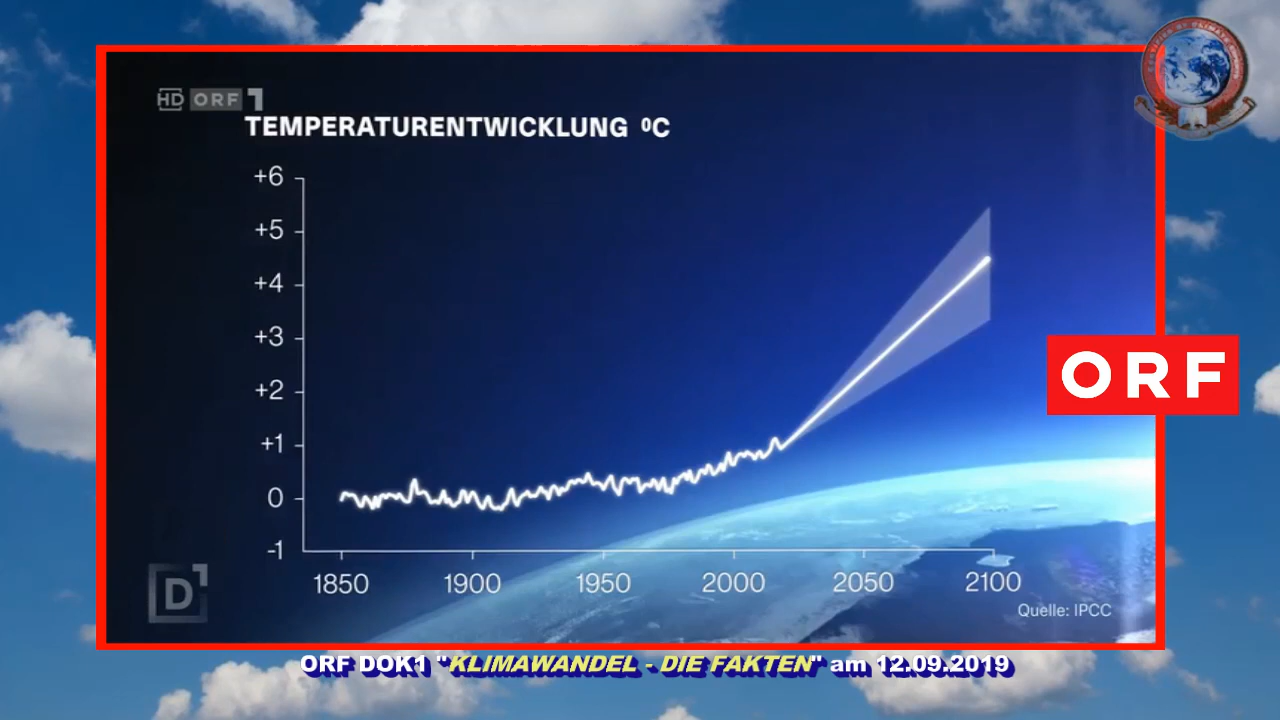 HD ORF 1
TEMPERATURENTWICKLUNG ⁰C
+6
+5
+4
+3
+2
+1
0
-1
1850 1900 1950 2000 2050 2100
Quelle: IPCC
D
ORF
ORF DOK1 "KLIMAWANDEL - DIE FAKTEN" am 12.09.2019